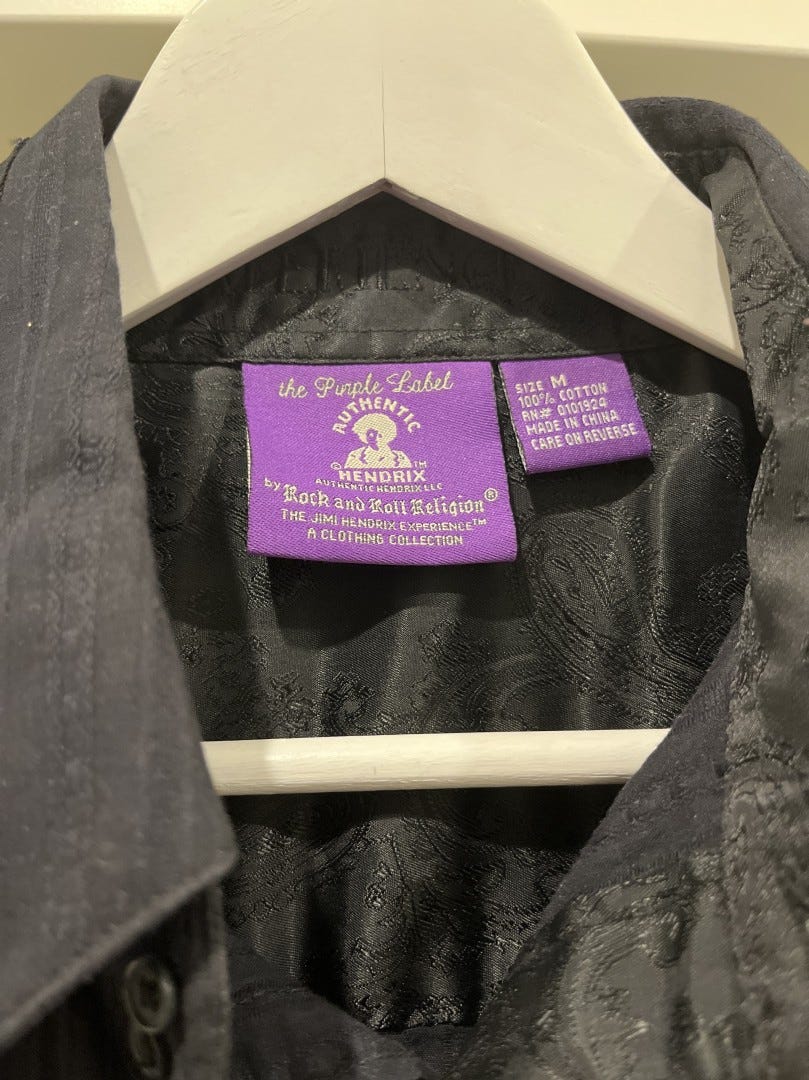 the Purple Label
AUTHENTIC
© HENDRIX ™
AUTHENTIC HENDRIX LLC
by Rock and Roll Religion®
THE JIMI HENDRIX EXPERIENCE™
A CLOTHING COLLECTION
SIZE M
100% COTTON
RN# 0101924
MADE IN CHINA
CARE ON REVERSE